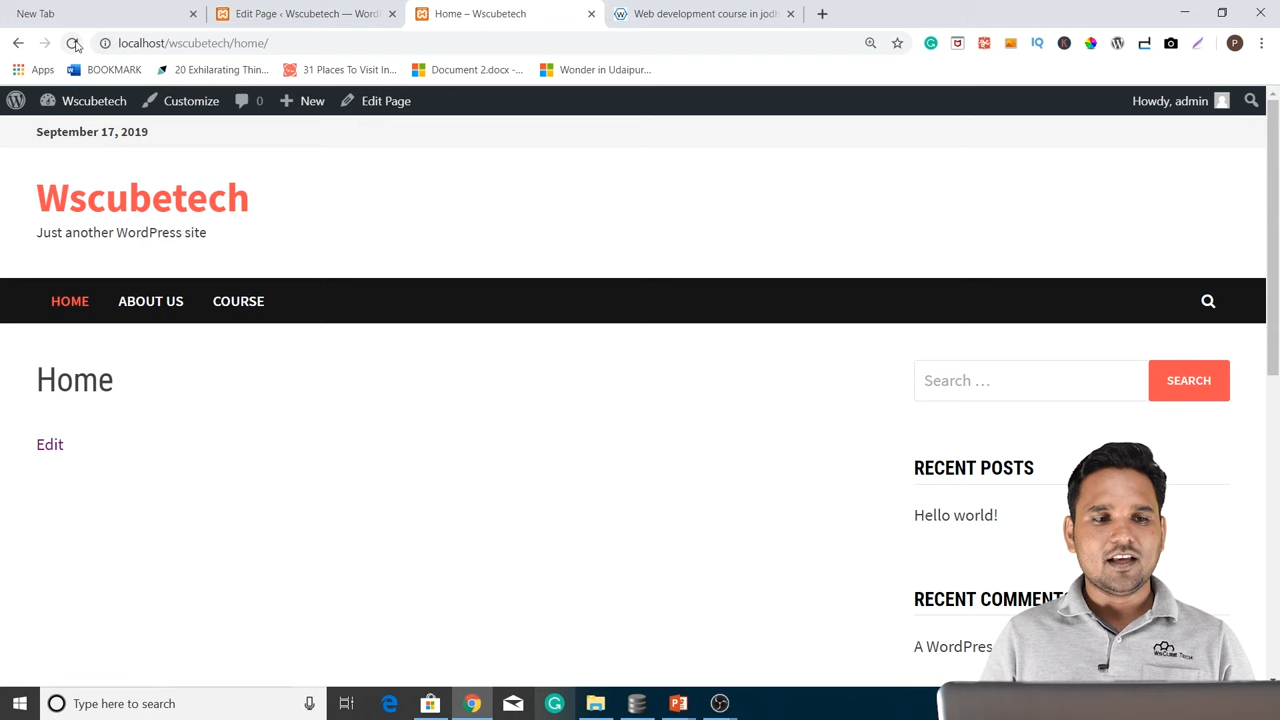 New Tab
Edit Page ‹ Wscubetech — Word
Home – Wscubetech
Web development course in jodh
localhost/wscubetech/home/
Apps
BOOKMARK
20 Exhilarating Thin...
31 Places To Visit In...
Document 2.docx -...
Wonder in Udaipur...
Wscubetech
Customize
0
New
Edit Page
Howdy, admin
September 17, 2019
Wscubetech
Just another WordPress site
HOME
ABOUT US
COURSE
Home
Search …
SEARCH
Edit
RECENT POSTS
Hello world!
RECENT COMMENTS
A WordPres
WSCUBE TECH
Type here to search